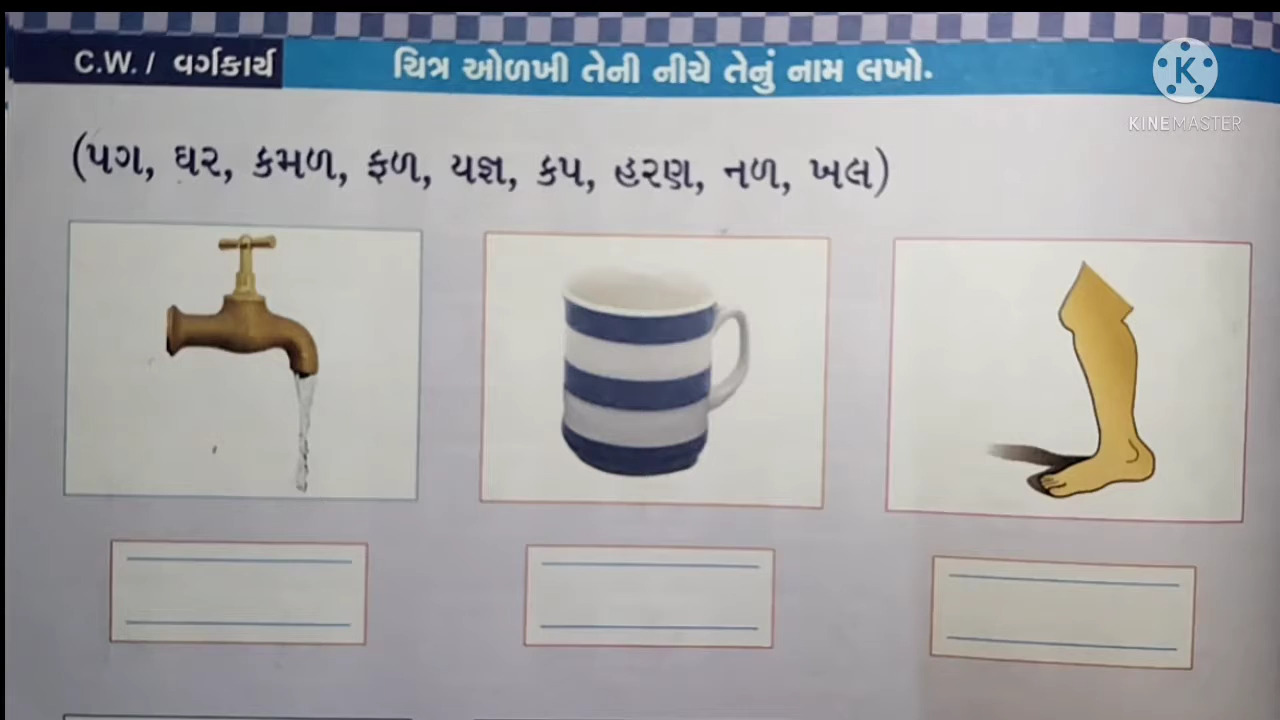 C.W. / વર્ગકાર્ય ચિત્ર ઓળખી તેની નીચે તેનું નામ લખો.
K
KINEMASTER
(પગ, ઘર, કમળ, ફળ, યજ્ઞ, કપ, હરણ, નળ, ખલ)